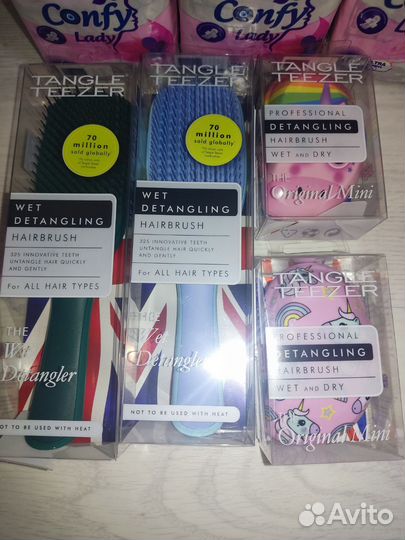 Confy
Lady
Confy
Lady
TANGLE
TEEZER
70
million
sold globally
WET
DETANGLING
HAIRBRUSH
325 INNOVATIVE TEETH
UNTANGLE HAIR QUICKLY
AND GENTLY
For ALL HAIR TYPES
THE
Wet
Detangler
NOT TO BE USED WITH HEAT
TANGLE
TEEZER
70
million
sold globally
WET
DETANGLING
HAIRBRUSH
325 INNOVATIVE TEETH
UNTANGLE HAIR QUICKLY
AND GENTLY
For ALL HAIR TYPES
THE
Wet
Detangler
NOT TO BE USED WITH HEAT
TANGLE
TEEZER
PROFESSIONAL
DETANGLING
HAIRBRUSH
WET AND DRY
THE
Original Mini
TANGLE
TEEZER
PROFESSIONAL
DETANGLING
HAIRBRUSH
WET AND DRY
Original Mini
Avito